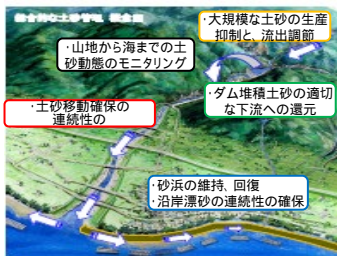 総合的な土砂管理 概念図
・大規模な土砂の生産
抑制と、流出調節
・山地から海までの土
砂動態のモニタリング
・ダム堆積土砂の適切
な下流への還元
・土砂移動確保の
連続性の
・砂浜の維持、回復
・沿岸漂砂の連続性の確保